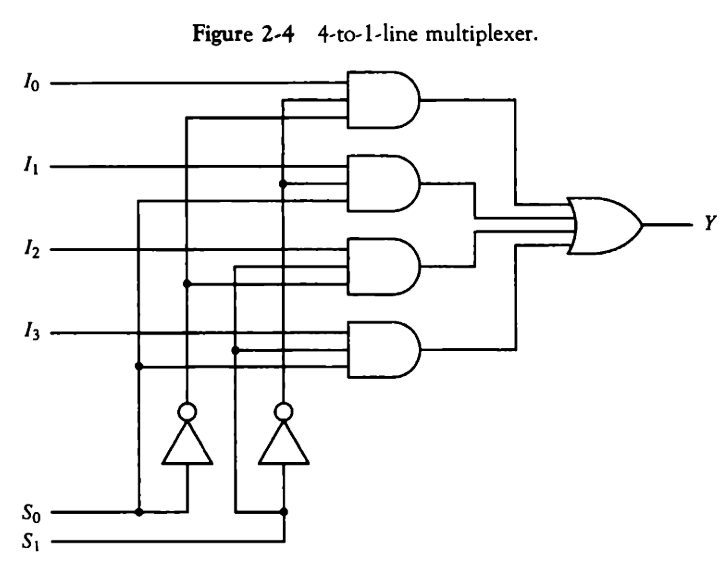 Figure 2-4 4-to-1-line multiplexer.
I₀
I₁
I₂
I₃
Y
S₀
S₁